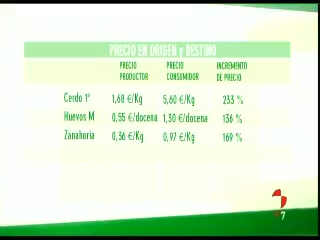 PRECIO EN ORIGEN y DESTINO
PRECIO PRODUCTOR PRECIO CONSUMIDOR INCREMENTO DE PRECIO
Cerdo 1ª 1,68 €/Kg 5,60 €/Kg 233 %
Huevos M 0,55 €/docena 1,30 €/docena 136 %
Zanahoria 0,36 €/Kg 0,97 €/Kg 169 %
7